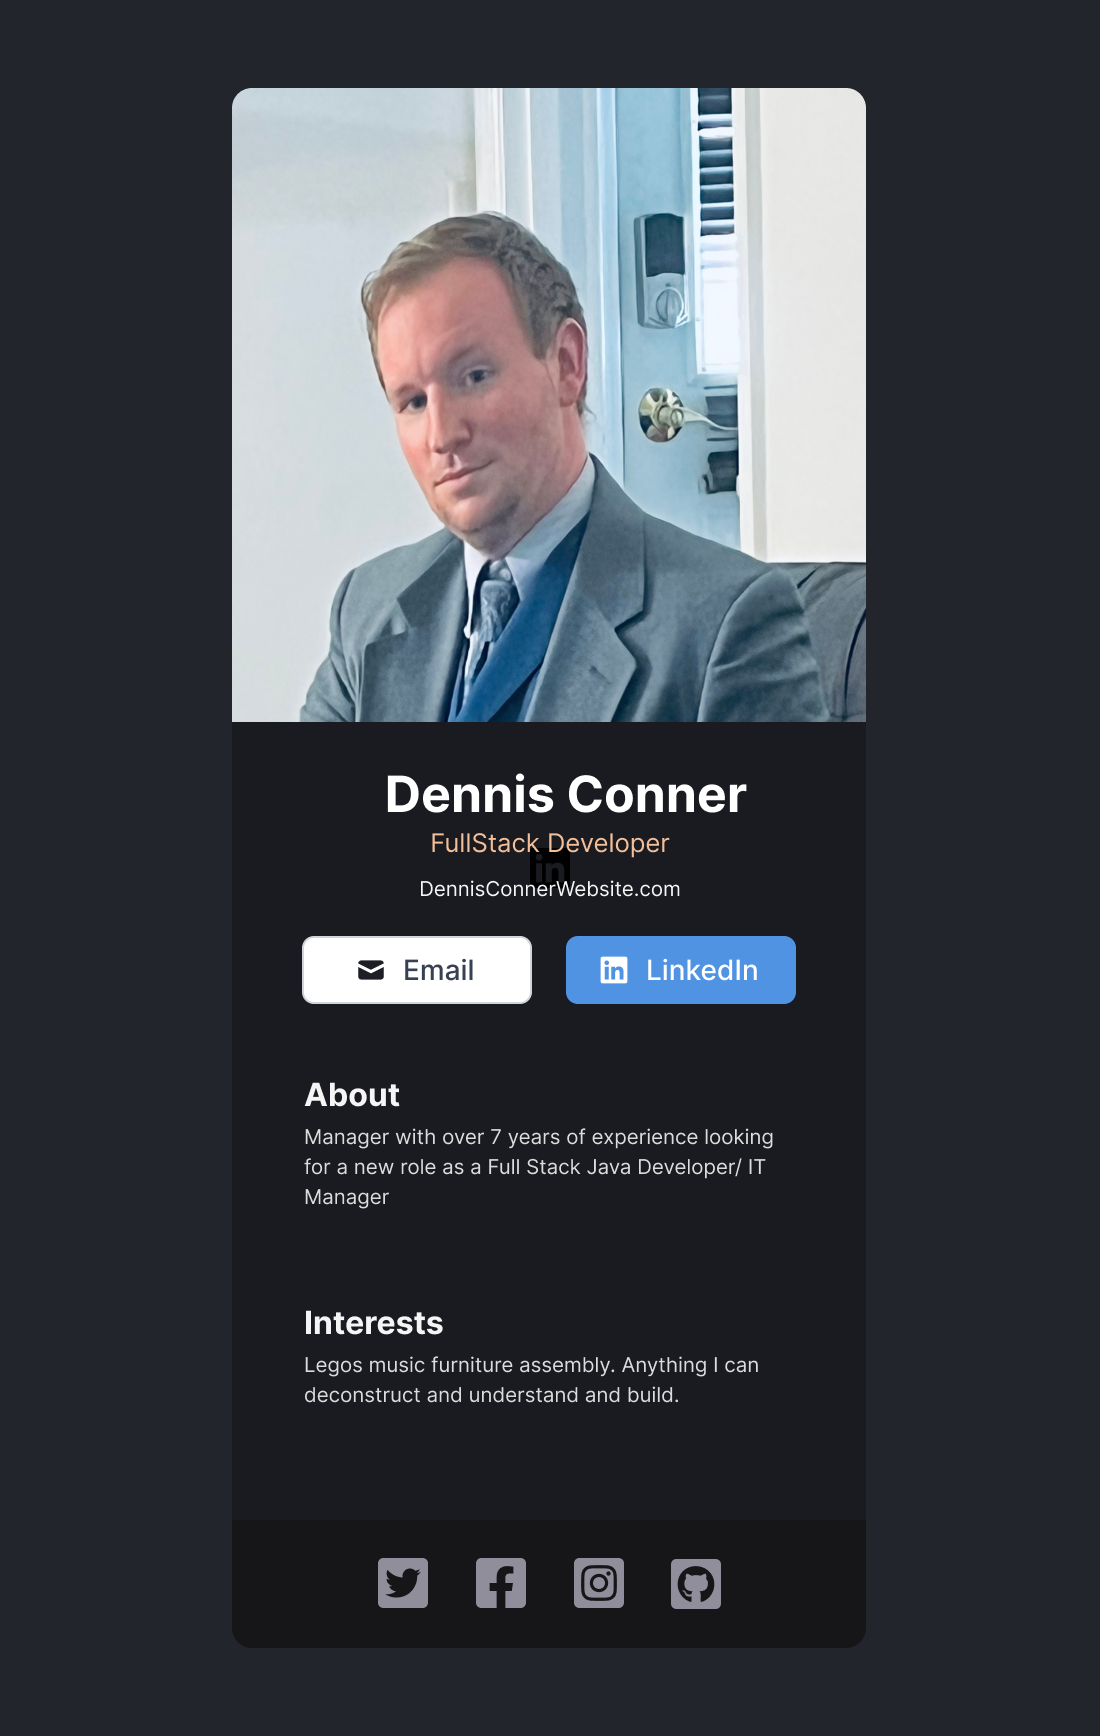 Dennis Conner
FullStack Developer
in
DennisConnerWebsite.com
Email
in LinkedIn
About
Manager with over 7 years of experience looking
for a new role as a Full Stack Java Developer/ IT
Manager
Interests
Legos music furniture assembly. Anything I can
deconstruct and understand and build.